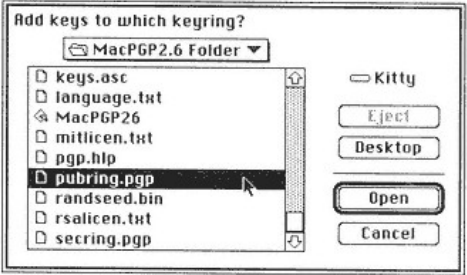 Add keys to which keyring?
MacPGP2.6 Folder
keys.asc
language.txt
MacPGP26
mitlicen.txt
pgp.hlp
pubring.pgp
randseed.bin
rsalicen.txt
secring.pgp
Kitty
Eject
Desktop
Open
Cancel